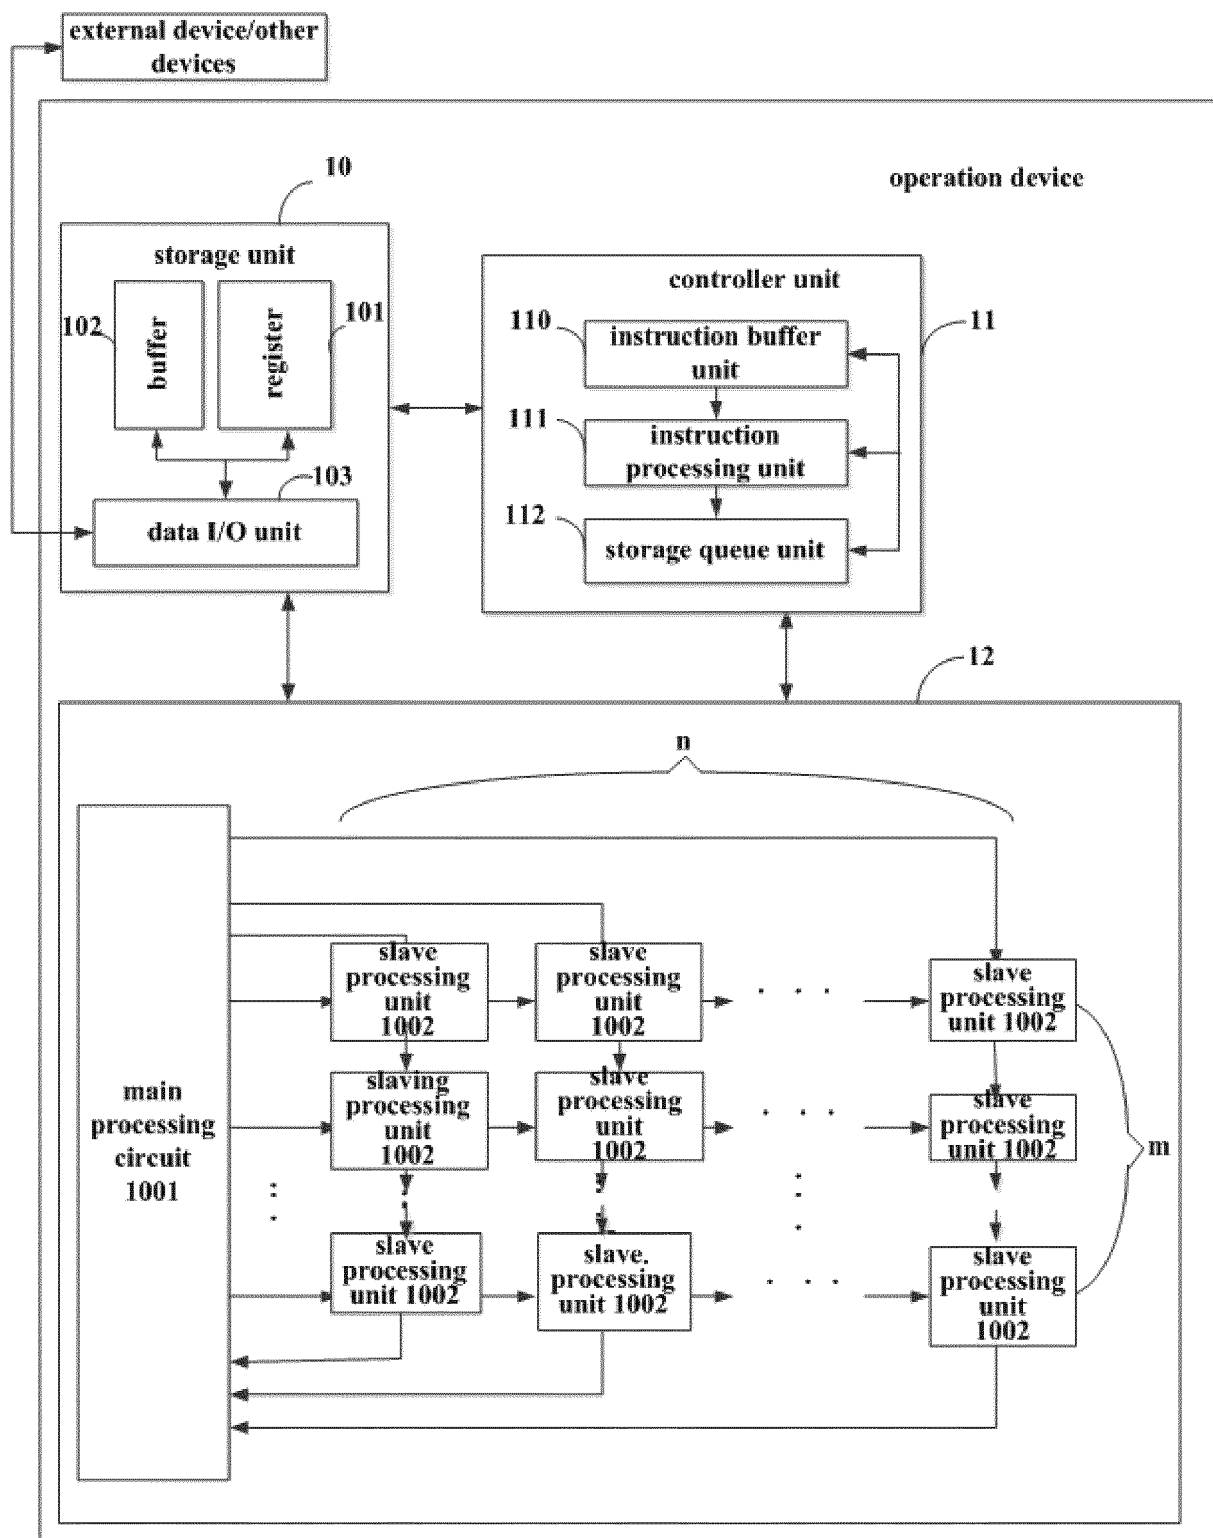 external device/other
devices
10
operation device
storage unit
controller unit
102
101
buffer
register
110
11
instruction buffer
unit
111
instruction
processing unit
103
data I/O unit
112
storage queue unit
12
n
slave
processing
unit
1002
slave
processing
unit
1002
. . .
slave
processing
unit 1002
main
processing
circuit
1001
slaving
processing
unit
1002
slave
processing
unit
1002
. . .
slave
processing
unit 1002
m
slave
processing
unit 1002
slave.
processing
unit 1002
. . .
slave
processing
unit
1002